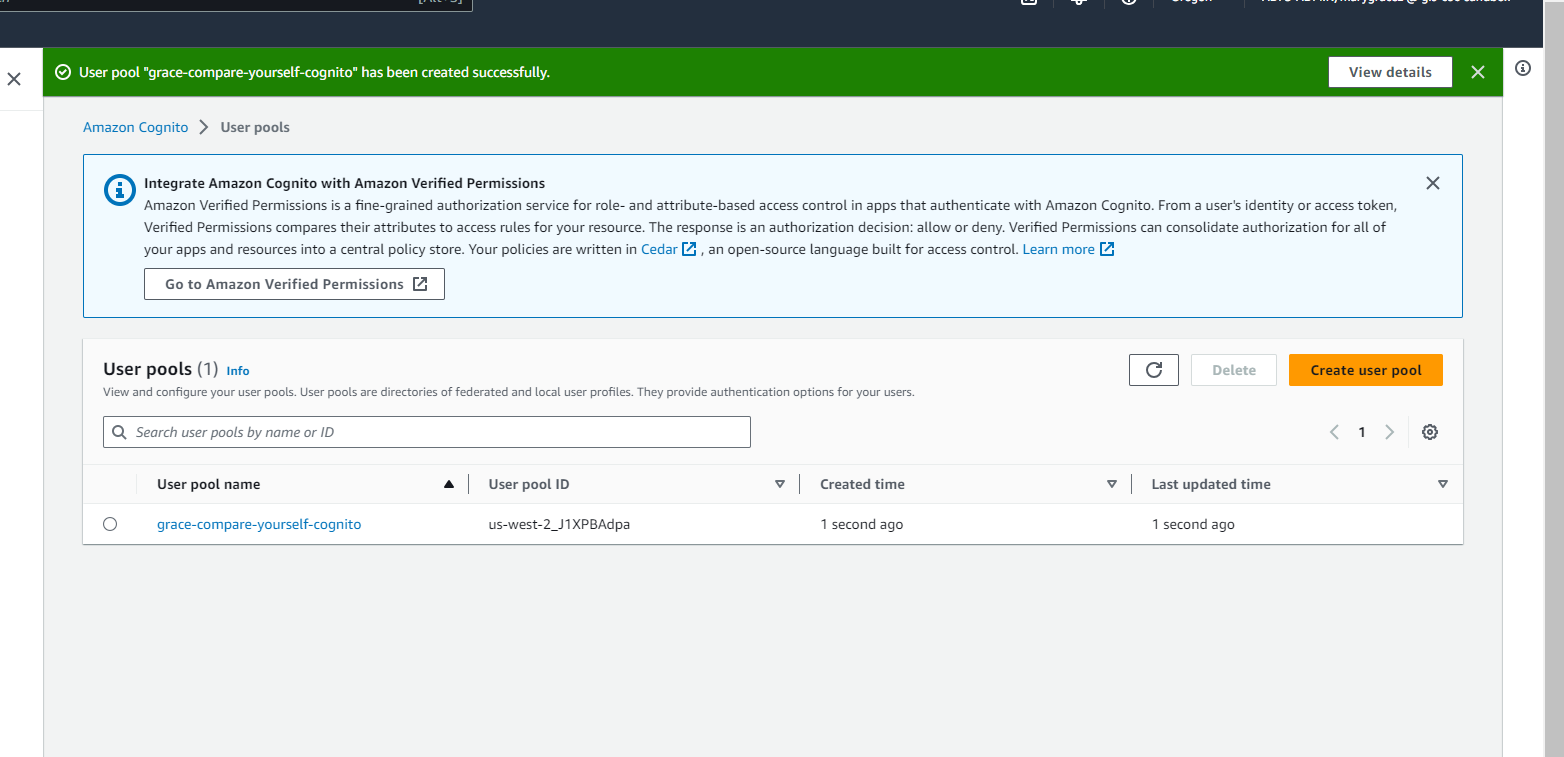 User pool "grace-compare-yourself-cognito" has been created successfully.
View details
Amazon Cognito
User pools
Integrate Amazon Cognito with Amazon Verified Permissions
Amazon Verified Permissions is a fine-grained authorization service for role- and attribute-based access control in apps that authenticate with Amazon Cognito. From a user's identity or access token,
Verified Permissions compares their attributes to access rules for your resource. The response is an authorization decision: allow or deny. Verified Permissions can consolidate authorization for all of
your apps and resources into a central policy store. Your policies are written in Cedar , an open-source language built for access control. Learn more
Go to Amazon Verified Permissions
User pools (1) Info
Delete
Create user pool
View and configure your user pools. User pools are directories of federated and local user profiles. They provide authentication options for your users.
Search user pools by name or ID
1
User pool name
User pool ID
Created time
Last updated time
grace-compare-yourself-cognito
us-west-2_J1XPBAdpa
1 second ago
1 second ago